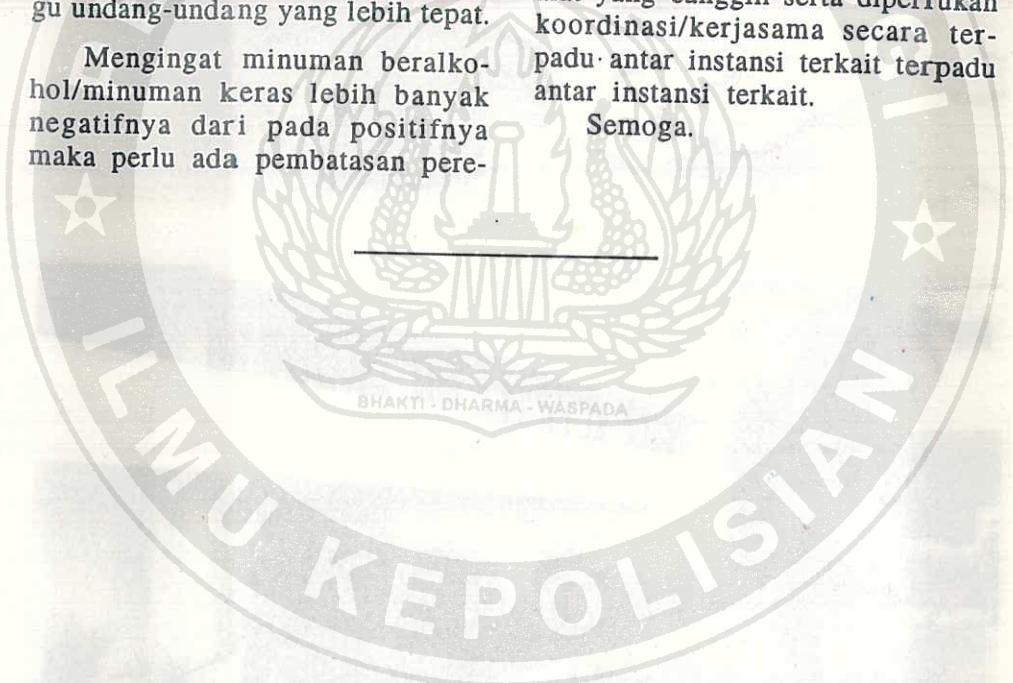 gu undang-undang yang lebih tepat.
Mengingat minuman beralko-
hol/minuman keras lebih banyak
negatifnya dari pada positifnya
maka perlu ada pembatasan pere-
yang canggih serta diperlukan
koordinasi/kerjasama secara ter-
padu antar instansi terkait terpadu
antar instansi terkait.
Semoga.
BHAKTI - DHARMA - WASPADA
ILMU KEPOLISIAN